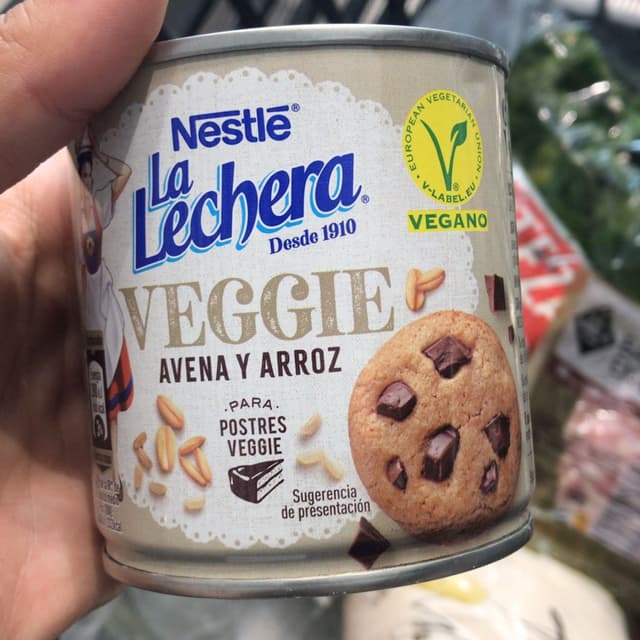 Nestlé®
La
Lechera®
Desde 1910
VEGGIE
AVENA Y ARROZ
·PARA·
POSTRES
VEGGIE
Sugerencia
de presentación
EUROPEAN VEGETARIAN UNION
V-LABEL.EU
VEGANO